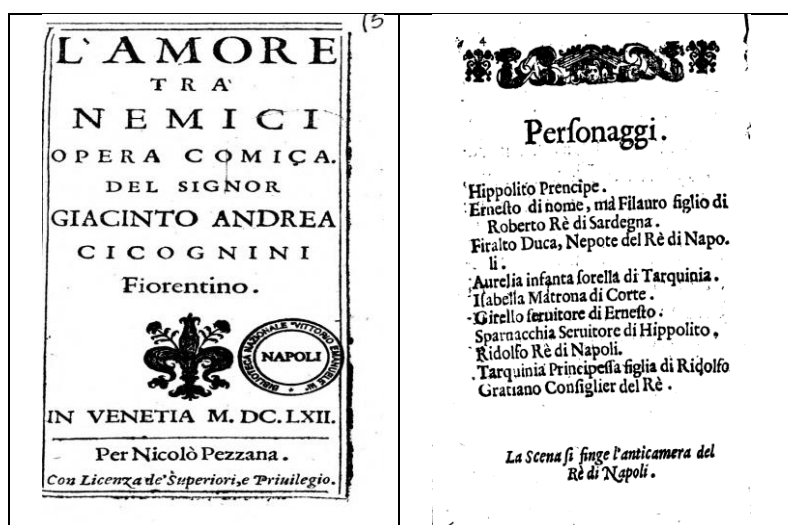 15
L'AMORE
TRA'
NEMICI
OPERA COMICA.
DEL SIGNOR
GIACINTO ANDREA
CICOGNINI
Fiorentino.
BIBLIOTECA NAZIONALE "VITTORIO EMANUELE III"
NAPOLI
IN VENETIA M. DC. LXII.
Per Nicolò Pezzana.
Con Licenza de' Superiori, e Priuilegio.
4
Perſonaggi.
Hippolito Prencipe.
Erneſto di nome, mà Filauro figlio di
Roberto Rè di Sardegna.
Firalto Duca, Nepote del Rè di Napo.
li.
Aurelia infanta ſorella di Tarquinia.
Iſabella Matrona di Corte.
Girello ſeruitore di Erneſto.
Sparnacchia Seruitore di Hippolito,
Ridolfo Rè di Napoli.
Tarquinia Principeſſa figlia di Ridolfo
Gratiano Conſiglier del Rè.
La Scena ſi finge l'anticamera del
Rè di Napoli.